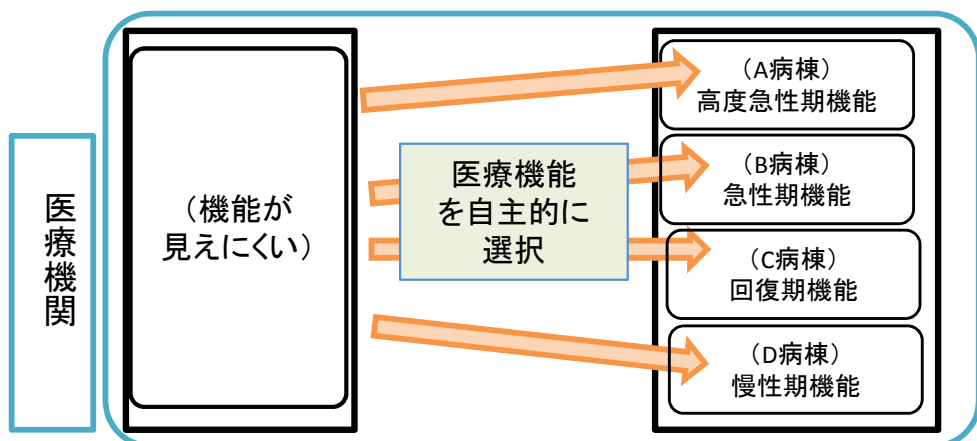 医療機関
（機能が
見えにくい）
医療機能
を自主的に
選択
（A病棟）
高度急性期機能
（B病棟）
急性期機能
（C病棟）
回復期機能
（D病棟）
慢性期機能